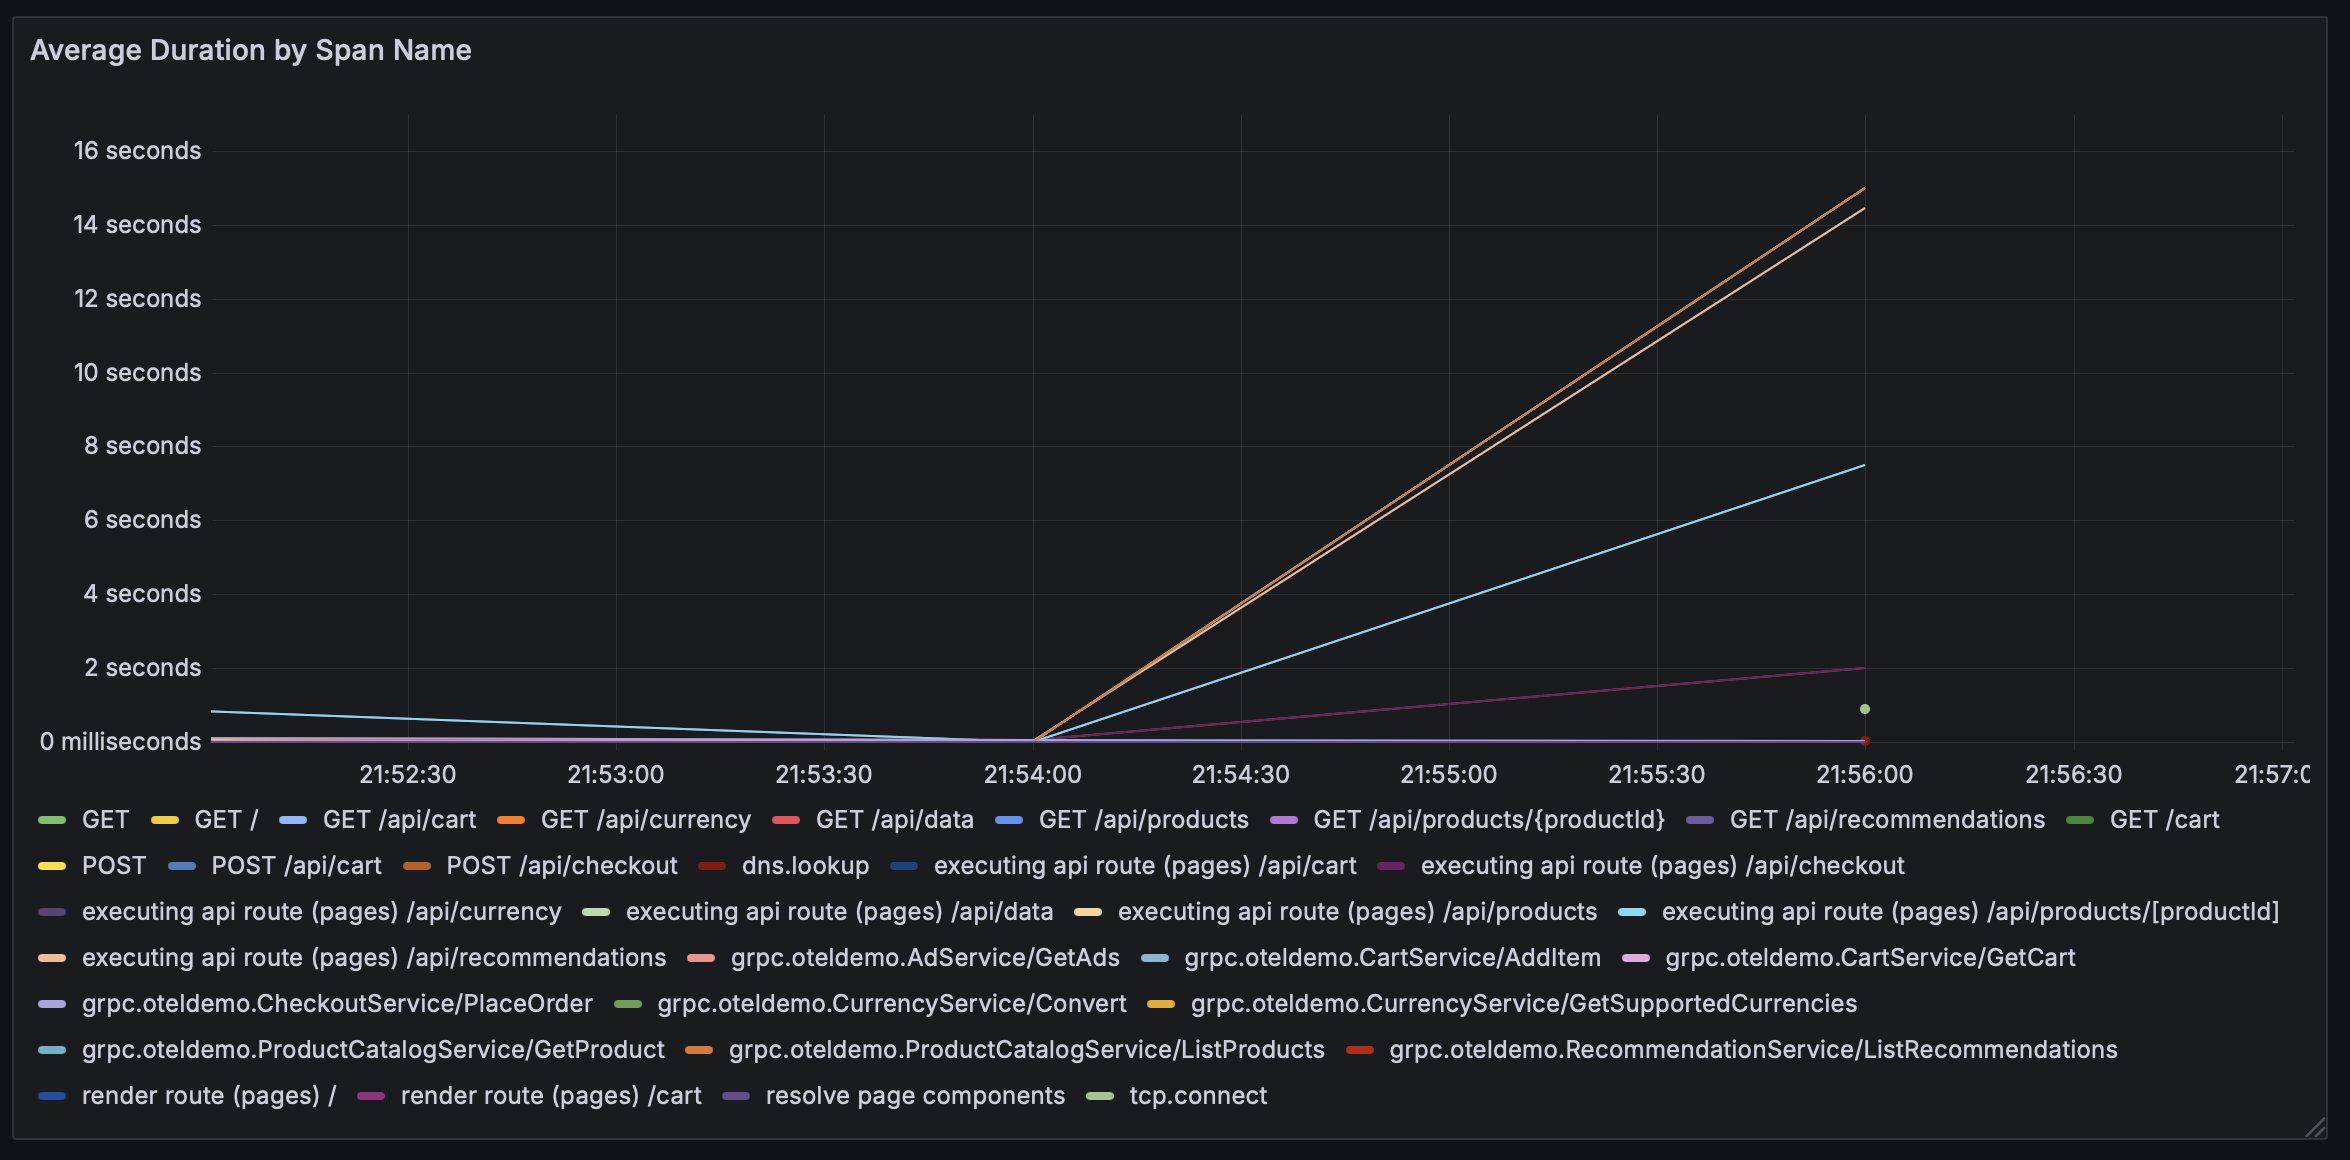 Average Duration by Span Name
16 seconds
14 seconds
12 seconds
10 seconds
8 seconds
6 seconds
4 seconds
2 seconds
0 milliseconds
21:52:30 21:53:00 21:53:30 21:54:00 21:54:30 21:55:00 21:55:30 21:56:00 21:56:30 21:57:0
GET GET / GET /api/cart GET /api/currency GET /api/data GET /api/products GET /api/products/{productId} GET /api/recommendations GET /cart
POST POST /api/cart POST /api/checkout dns.lookup executing api route (pages) /api/cart executing api route (pages) /api/checkout
executing api route (pages) /api/currency executing api route (pages) /api/data executing api route (pages) /api/products executing api route (pages) /api/products/[productId]
executing api route (pages) /api/recommendations grpc.oteldemo.AdService/GetAds grpc.oteldemo.CartService/AddItem grpc.oteldemo.CartService/GetCart
grpc.oteldemo.CheckoutService/PlaceOrder grpc.oteldemo.CurrencyService/Convert grpc.oteldemo.CurrencyService/GetSupportedCurrencies
grpc.oteldemo.ProductCatalogService/GetProduct grpc.oteldemo.ProductCatalogService/ListProducts grpc.oteldemo.RecommendationService/ListRecommendations
render route (pages) / render route (pages) /cart resolve page components tcp.connect